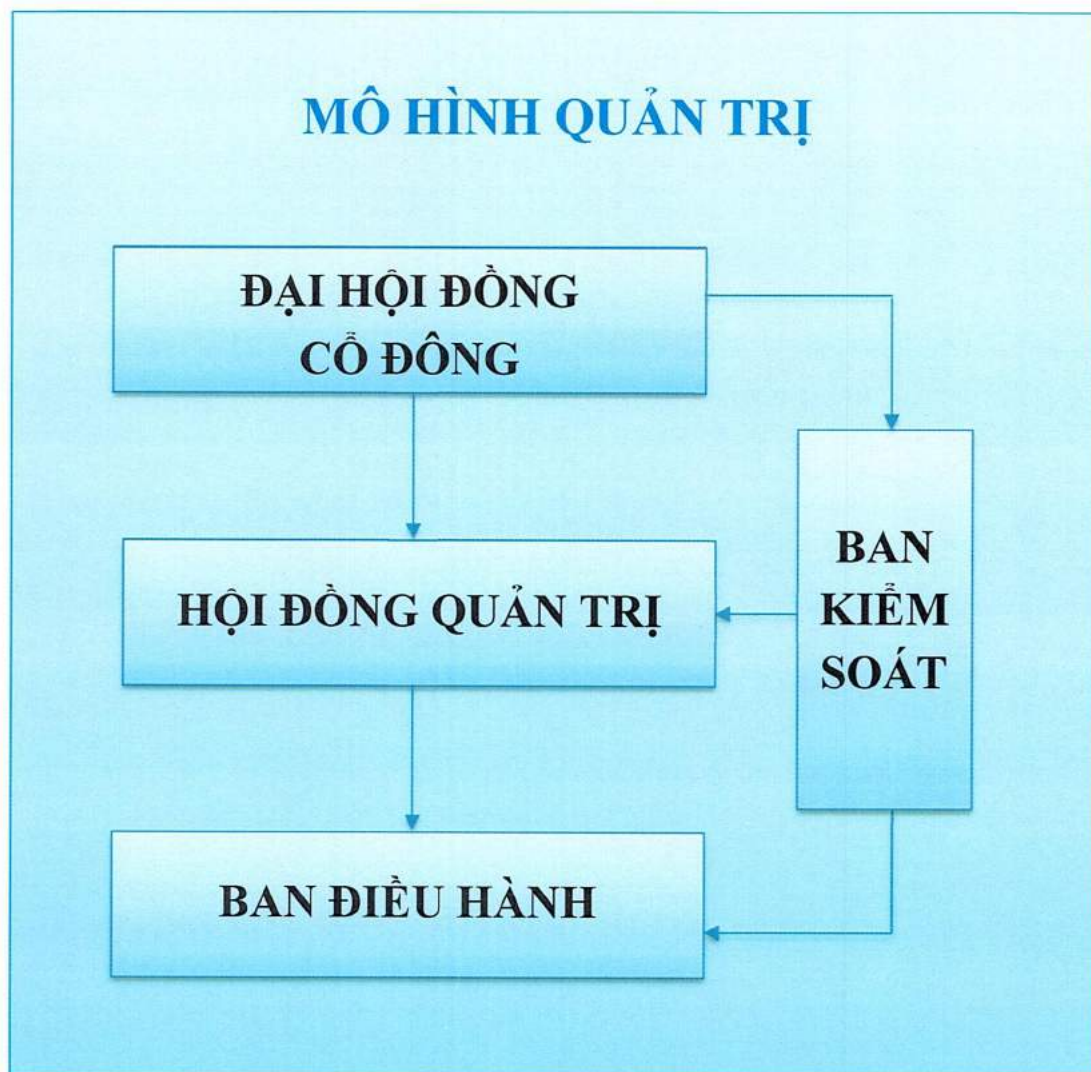 MÔ HÌNH QUẢN TRỊ
ĐẠI HỘI ĐỒNG
CỔ ĐÔNG
HỘI ĐỒNG QUẢN TRỊ
BAN
KIỂM
SOÁT
BAN ĐIỀU HÀNH